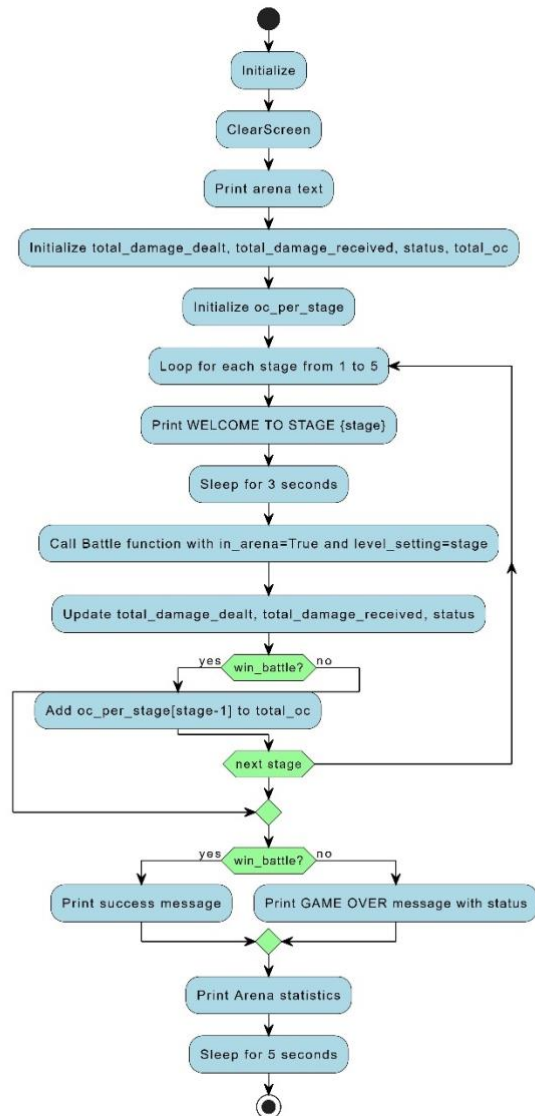 Initialize
ClearScreen
Print arena text
Initialize total_damage_dealt, total_damage_received, status, total_oc
Initialize oc_per_stage
Loop for each stage from 1 to 5
Print WELCOME TO STAGE {stage}
Sleep for 3 seconds
Call Battle function with in_arena=True and level_setting=stage
Update total_damage_dealt, total_damage_received, status
yes win_battle? no
Add oc_per_stage[stage-1] to total_oc
next stage
yes win_battle? no
Print success message
Print GAME OVER message with status
Print Arena statistics
Sleep for 5 seconds